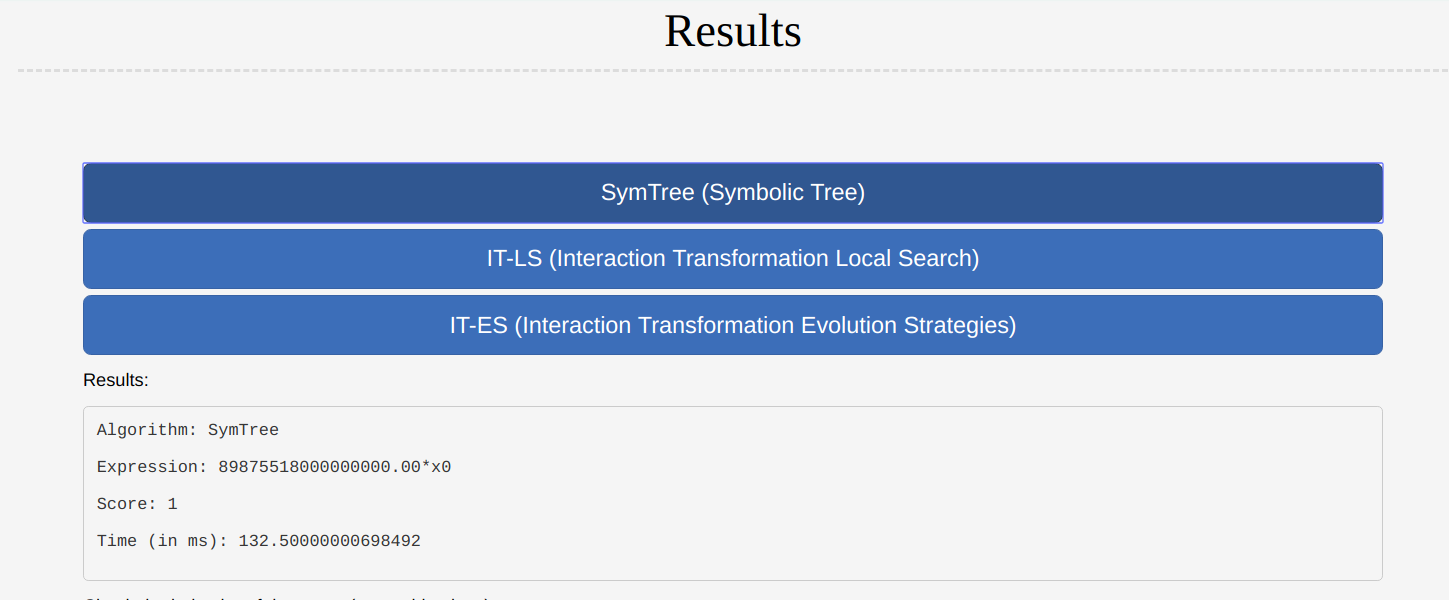 Results
SymTree (Symbolic Tree)
IT-LS (Interaction Transformation Local Search)
IT-ES (Interaction Transformation Evolution Strategies)
Results:
Algorithm: SymTree
Expression: 89875518000000000.00*x0
Score: 1
Time (in ms): 132.50000000698492